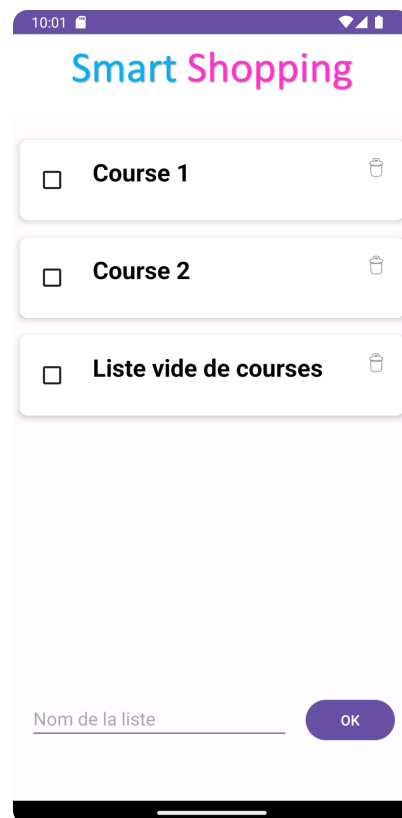 10:01
Smart Shopping
Course 1
Course 2
Liste vide de courses
Nom de la liste
OK